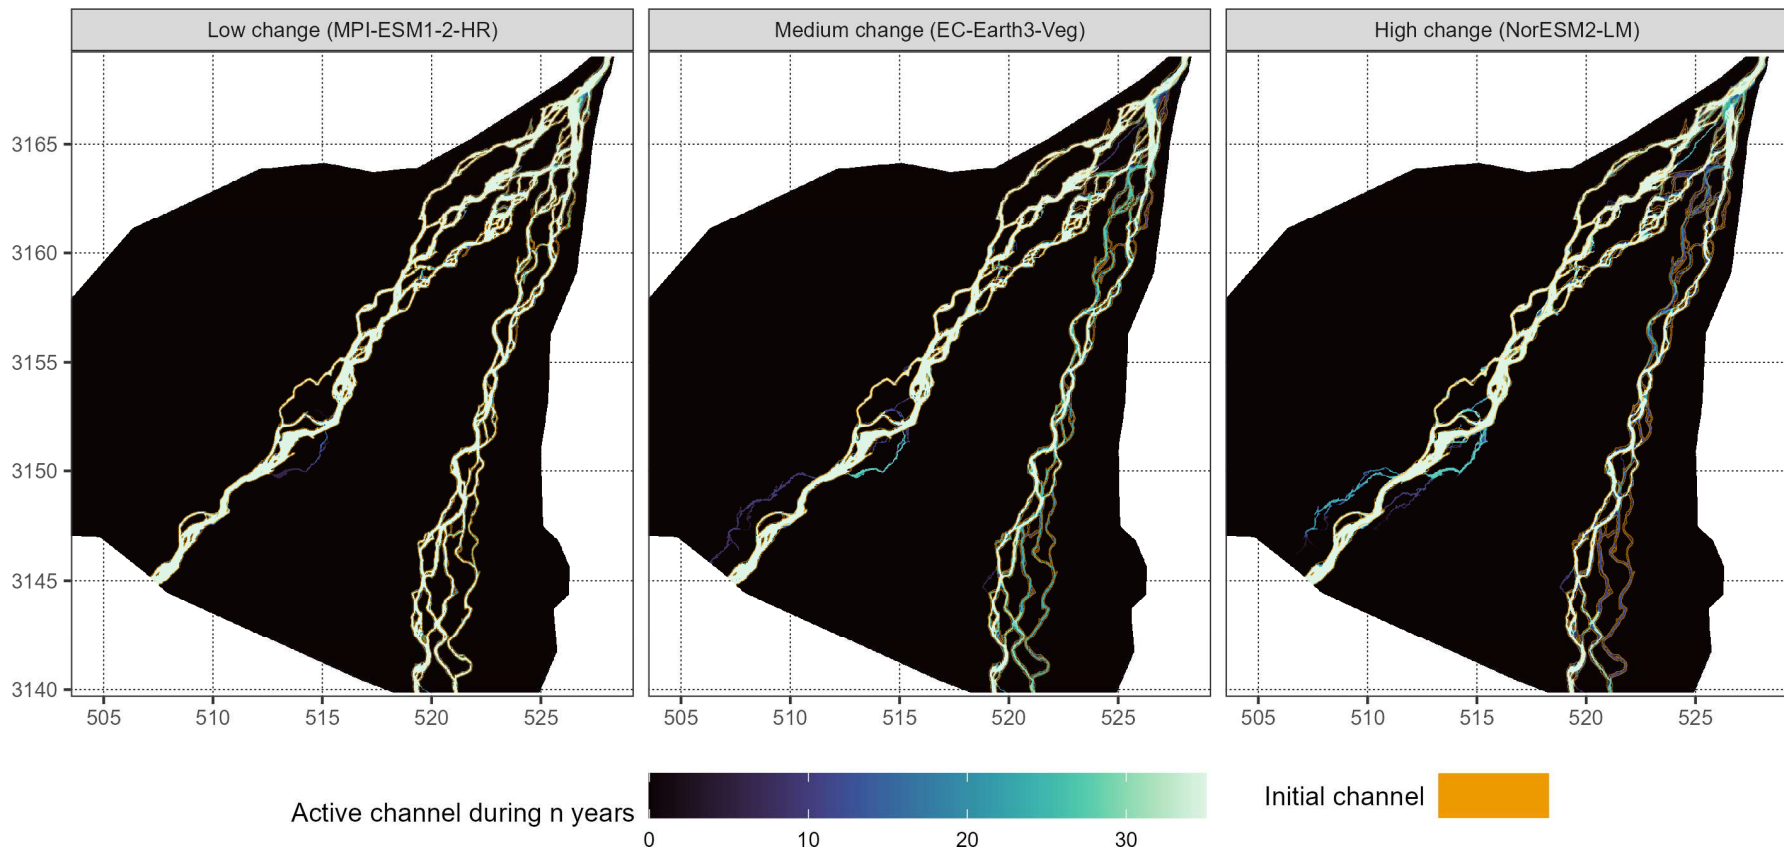 Low change (MPI-ESM1-2-HR)
Medium change (EC-Earth3-Veg)
High change (NorESM2-LM)
3165
3160
3155
3150
3145
3140
505 510 515 520 525
505 510 515 520 525
505 510 515 520 525
Active channel during n years
0 10 20 30
Initial channel